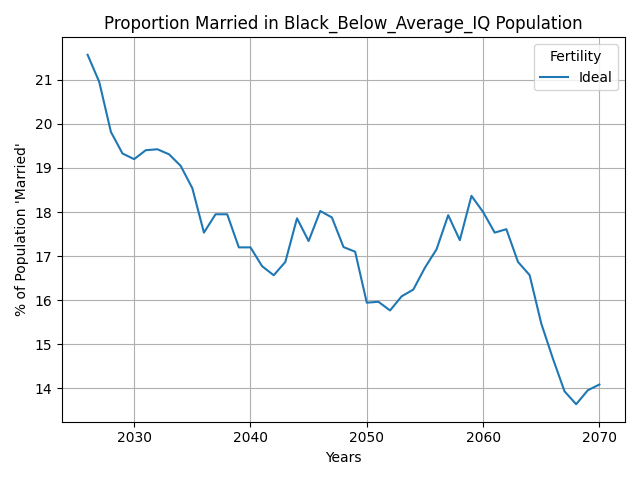 Proportion Married in Black_Below_Average_IQ Population
Fertility
Ideal
% of Population 'Married'
21
20
19
18
17
16
15
14
2030 2040 2050 2060 2070
Years